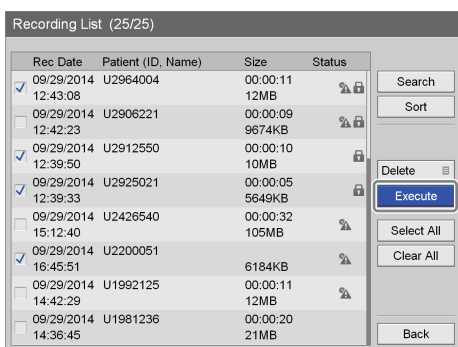 Recording List (25/25)
Rec Date Patient (ID, Name) Size Status
09/29/2014 U2964004 00:00:11
12:43:08 12MB
09/29/2014 U2906221 00:00:09
12:42:23 9674KB
09/29/2014 U2912550 00:00:10
12:39:50 10MB
09/29/2014 U2925021 00:00:05
12:39:33 5649KB
09/29/2014 U2426540 00:00:32
15:12:40 105MB
09/29/2014 U2200051
16:45:51 6184KB
09/29/2014 U1992125 00:00:11
14:42:29 12MB
09/29/2014 U1981236 00:00:20
14:36:45 21MB
Search
Sort
Delete
Execute
Select All
Clear All
Back